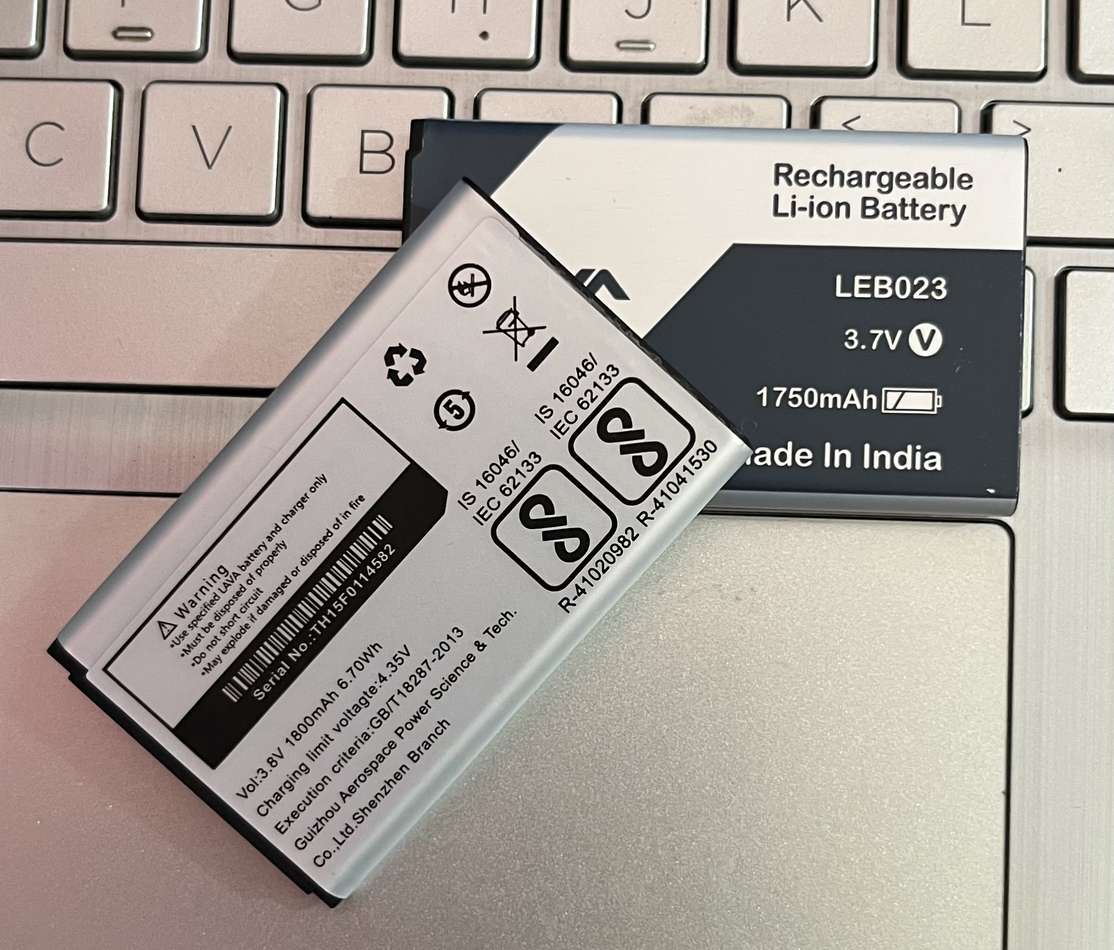 C
V
B
K
L
<
>
Rechargeable
Li-ion Battery
LEB023
3.7V V
1750mAh
Made In India
IS 16046/
IEC 62133
R-41041530
IS 16046/
IEC 62133
R-41020982
5
Warning
•Use specified LAVA battery and charger only
•Must be disposed of properly
•Do not short circuit
•May explode if damaged or disposed of in fire
Serial No.:TH15F0114582
Vol:3.8V 1800mAh 6.70Wh
Charging limit voltagte:4.35V
Execution criteria:GB/T18287-2013
Guizhou Aerospace Power Science & Tech.
Co.,Ltd.Shenzhen Branch